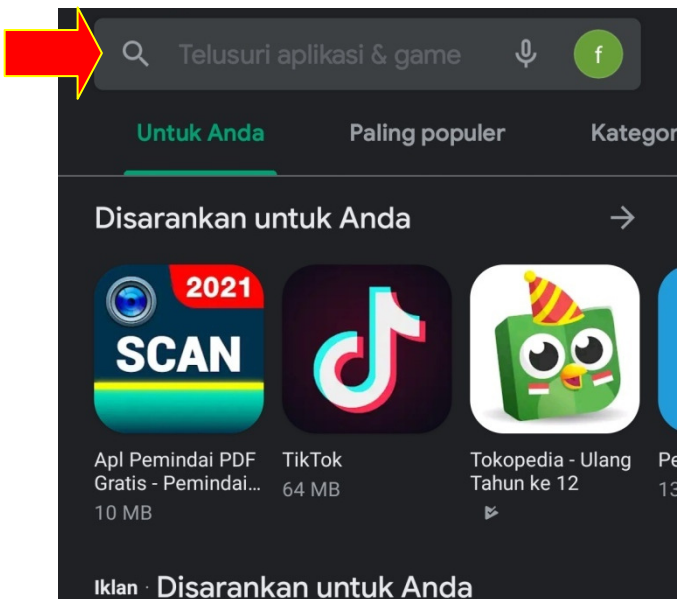 Telusuri aplikasi & game
f
Untuk Anda
Paling populer
Kategor
Disarankan untuk Anda
2021
SCAN
Apl Pemindai PDF
Gratis - Pemindai...
10 MB
TikTok
64 MB
Tokopedia - Ulang
Tahun ke 12
Pe
13
Iklan · Disarankan untuk Anda